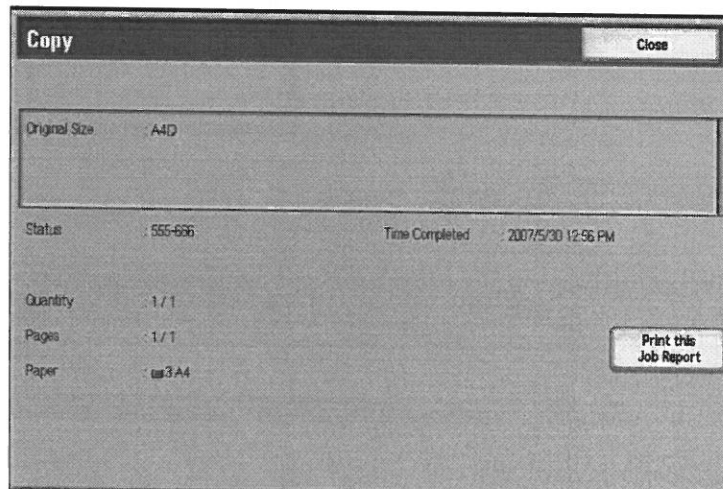 Copy
Close
Original Size : A4D
Status : 555-666 Time Completed : 2007/5/30 12:56 PM
Quantity : 1 / 1
Pages : 1 / 1
Paper : 3 A4
Print this
Job Report